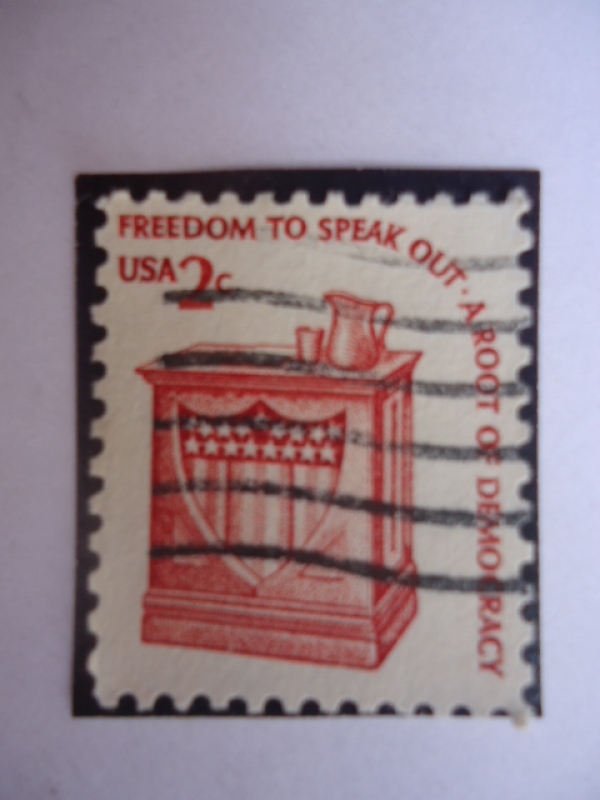 FREEDOM TO SPEAK OUT · A ROOT OF DEMOCRACY
USA 2c